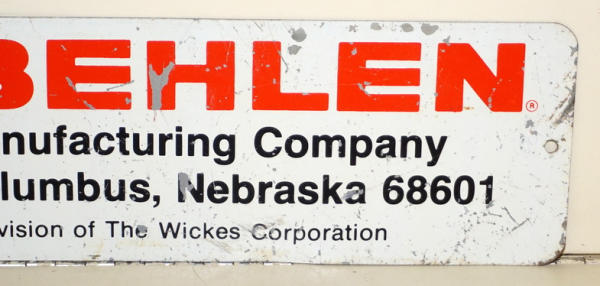 BEHLEN®
nufacturing Company
lumbus, Nebraska 68601
vision of The Wickes Corporation